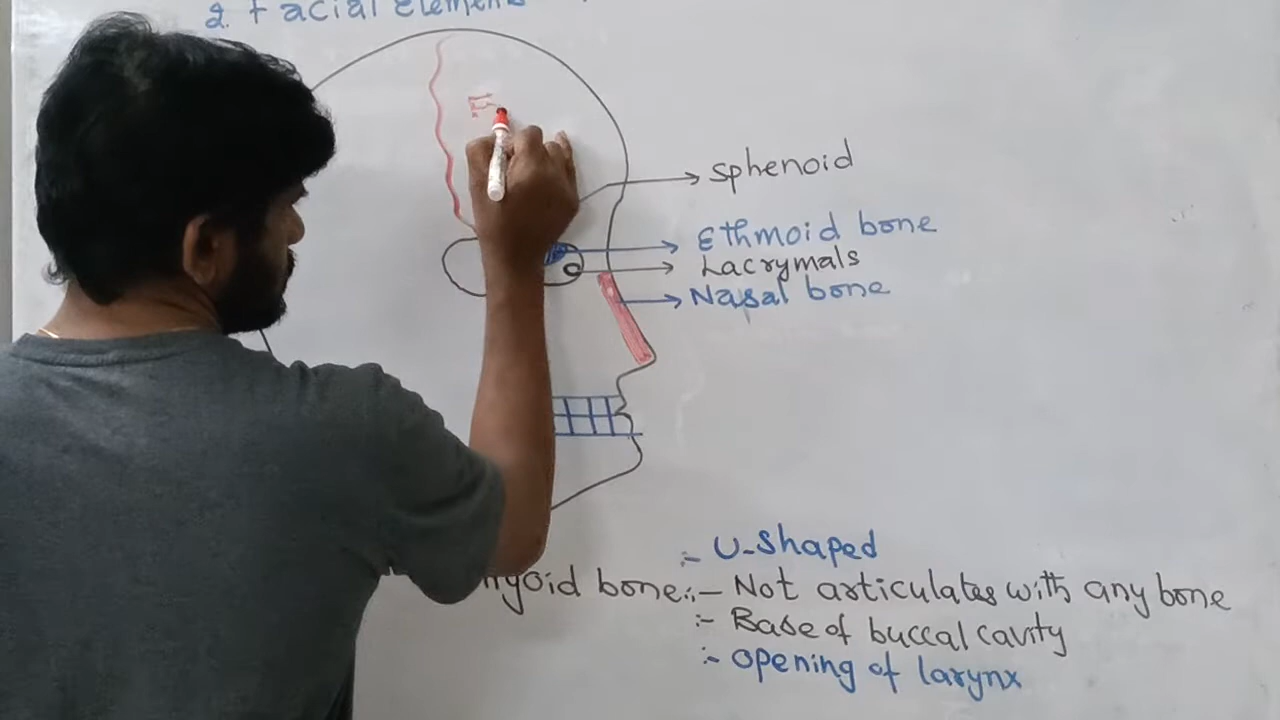 2. Facial elements
Fr
sphenoid
Ethmoid bone
Lacrymals
Nasal bone
:- U-shaped
hyoid bone:- Not articulates with any bone
:- Base of buccal cavity
:- opening of larynx